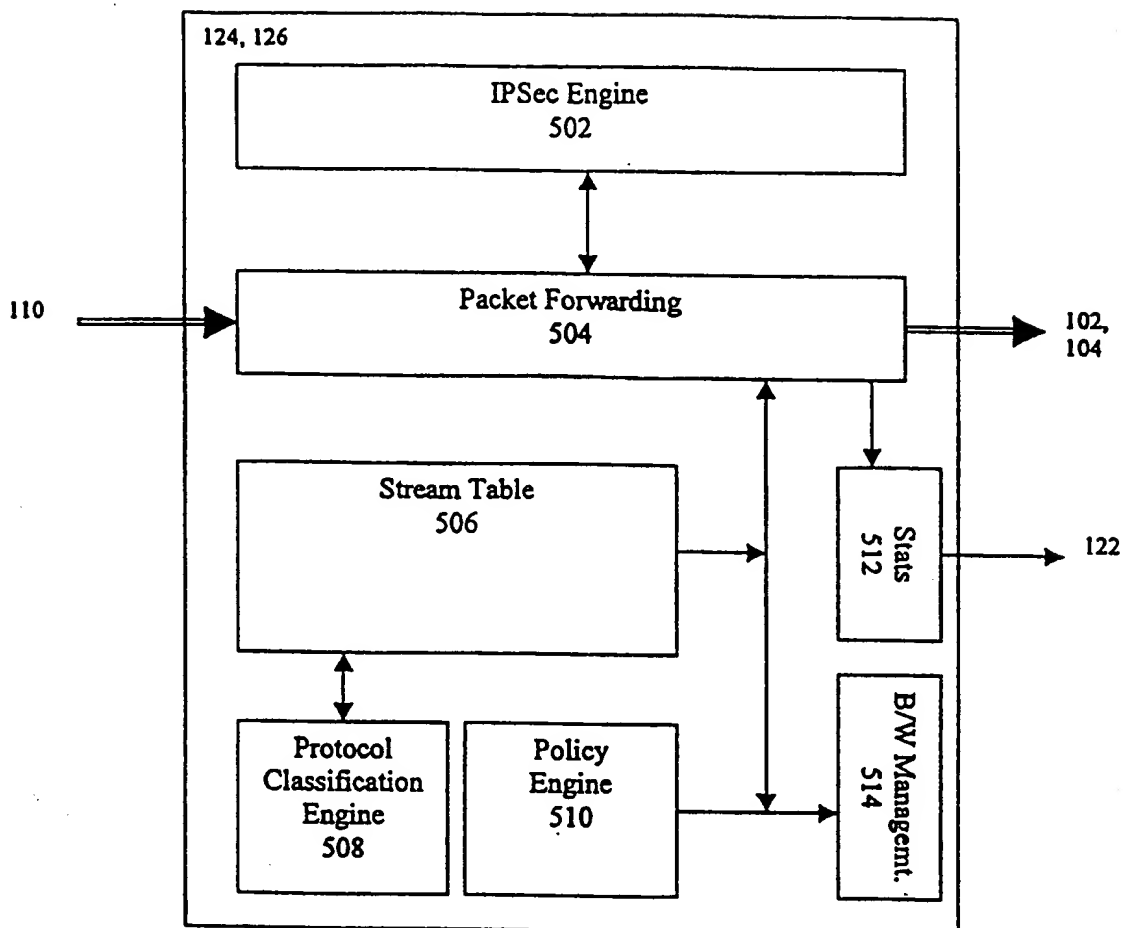 124, 126
IPSec Engine
502
110
Packet Forwarding
504
102,
104
Stream Table
506
Stats
512
122
Protocol
Classification
Engine
508
Policy
Engine
510
B/W Managemt.
514